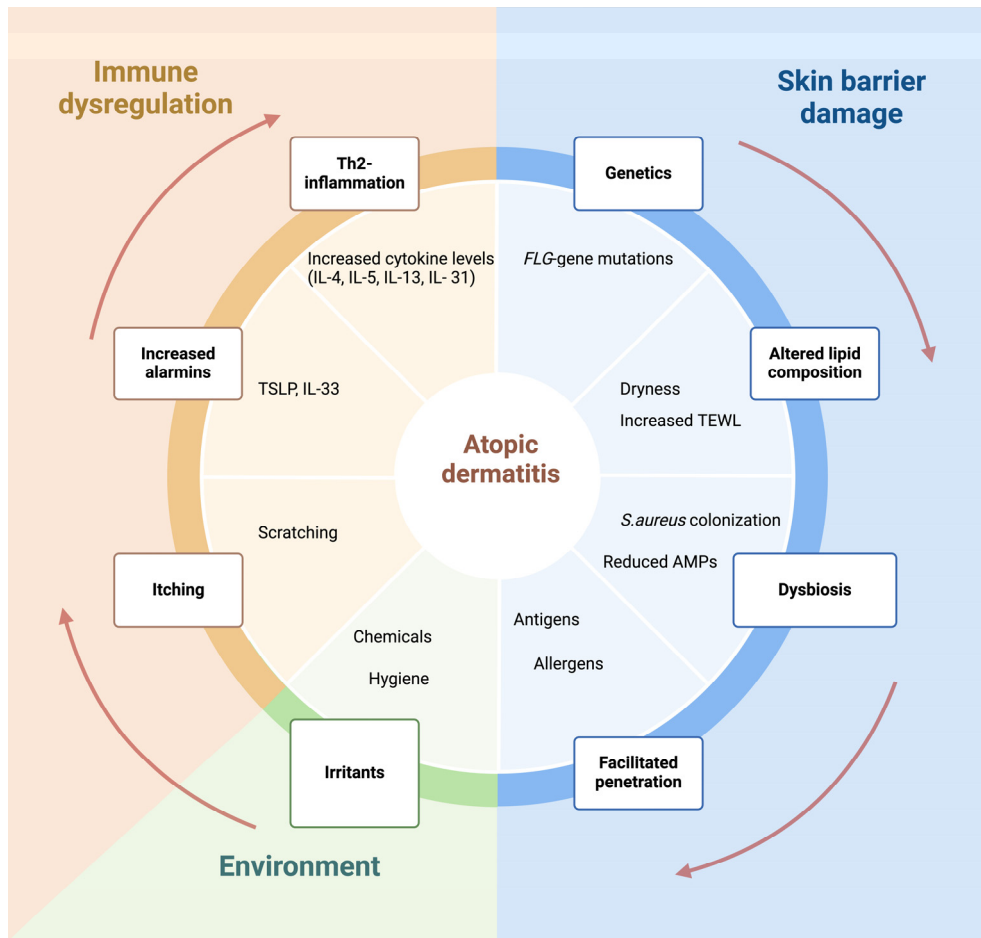 Immune
dysregulation
Skin barrier
damage
Th2-
inflammation
Genetics
Increased cytokine levels
(IL-4, IL-5, IL-13, IL- 31)
FLG-gene mutations
Increased
alarmins
Altered lipid
composition
TSLP, IL-33
Dryness
Increased TEWL
Atopic
dermatitis
Scratching
S.aureus colonization
Reduced AMPs
Itching
Dysbiosis
Chemicals
Hygiene
Antigens
Allergens
Irritants
Facilitated
penetration
Environment